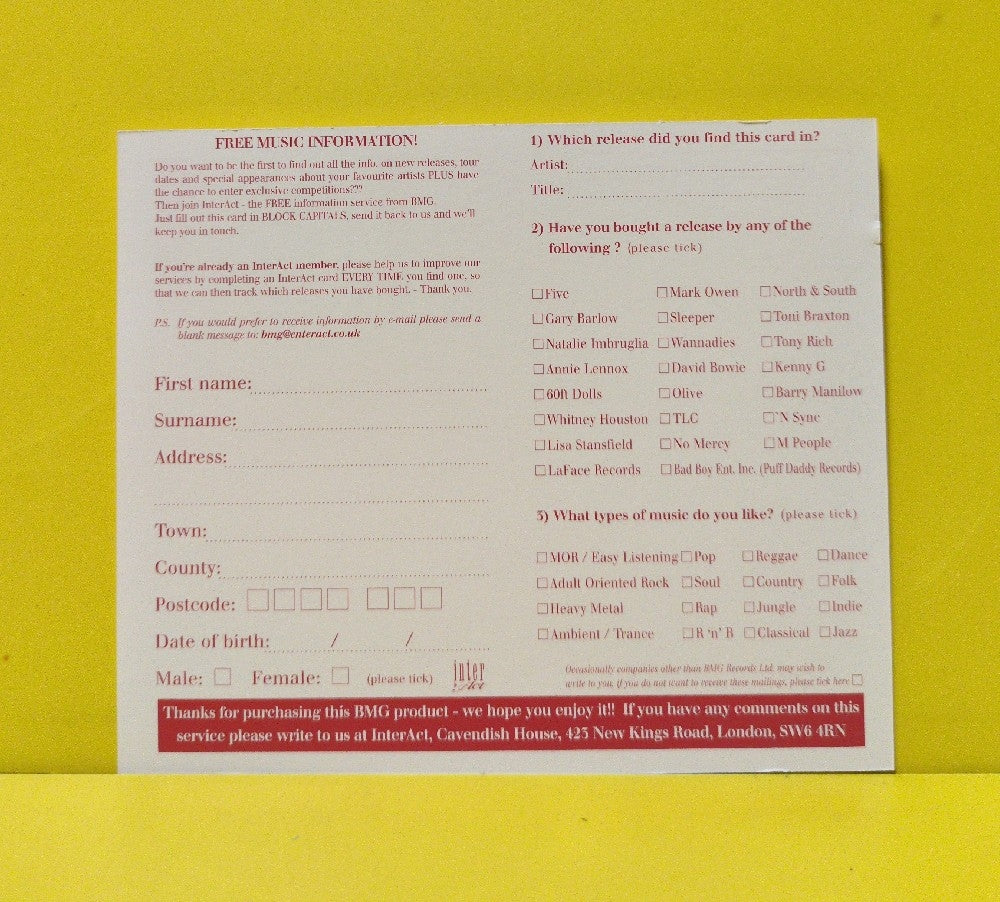 FREE MUSIC INFORMATION!
Do you want to be the first to find out all the info. on new releases, tour
dates and special appearances about your favourite artists PLUS have
the chance to enter exclusive competitions???
Then join InterAct - the FREE information service from BMG.
Just fill out this card in BLOCK CAPITALS, send it back to us and we'll
keep you in touch.
If you're already an InterAct member, please help us to improve our
services by completing an InterAct card EVERY TIME you find one, so
that we can then track which releases you have bought. - Thank you.
P.S. If you would prefer to receive information by e-mail please send a
blank message to: bmg@enteract.co.uk
First name:
Surname:
Address:
Town:
County:
Postcode:
Date of birth: / /
Male: Female: (please tick)
inter
Act
1) Which release did you find this card in?
Artist:
Title:
2) Have you bought a release by any of the
following ? (please tick)
Five Mark Owen North & South
Gary Barlow Sleeper Toni Braxton
Natalie Imbruglia Wannadies Tony Rich
Annie Lennox David Bowie Kenny G
60ft Dolls Olive Barry Manilow
Whitney Houston TLC 'N Sync
Lisa Stansfield No Mercy M People
LaFace Records Bad Boy Ent. Inc. (Puff Daddy Records)
3) What types of music do you like? (please tick)
MOR / Easy Listening Pop Reggae Dance
Adult Oriented Rock Soul Country Folk
Heavy Metal Rap Jungle Indie
Ambient / Trance R 'n' B Classical Jazz
Occasionally companies other than BMG Records Ltd. may wish to
write to you, if you do not want to receive these mailings, please tick here
Thanks for purchasing this BMG product - we hope you enjoy it!! If you have any comments on this
service please write to us at InterAct, Cavendish House, 423 New Kings Road, London, SW6 4RN